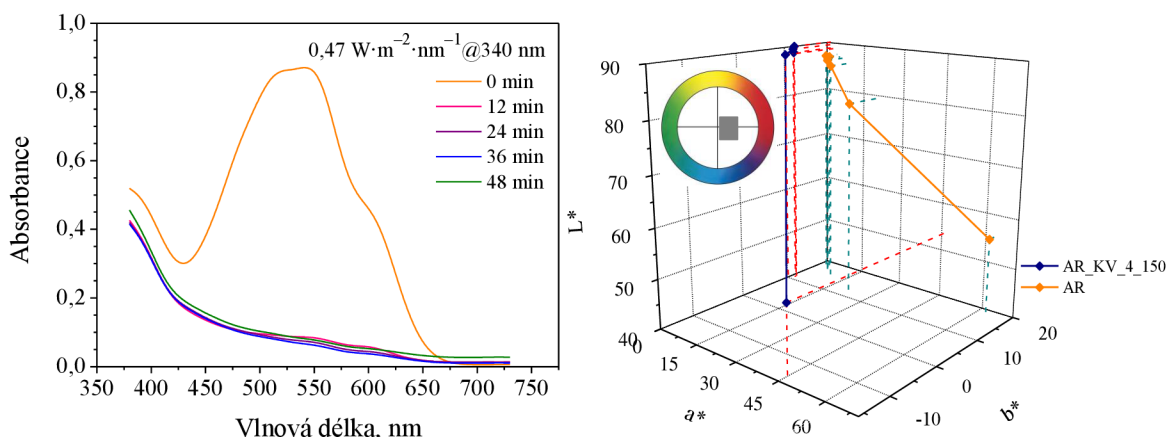 1,0
0,8
0,6
0,4
0,2
0,0
Absorbance
350 400 450 500 550 600 650 700 750
Vlnová délka, nm
0,47 W·m⁻²·nm⁻¹@340 nm
0 min
12 min
24 min
36 min
48 min
90
80
70
60
50
40
L*
0
15
30
45
60
a*
-10
0
10
20
b*
AR_KV_4_150
AR